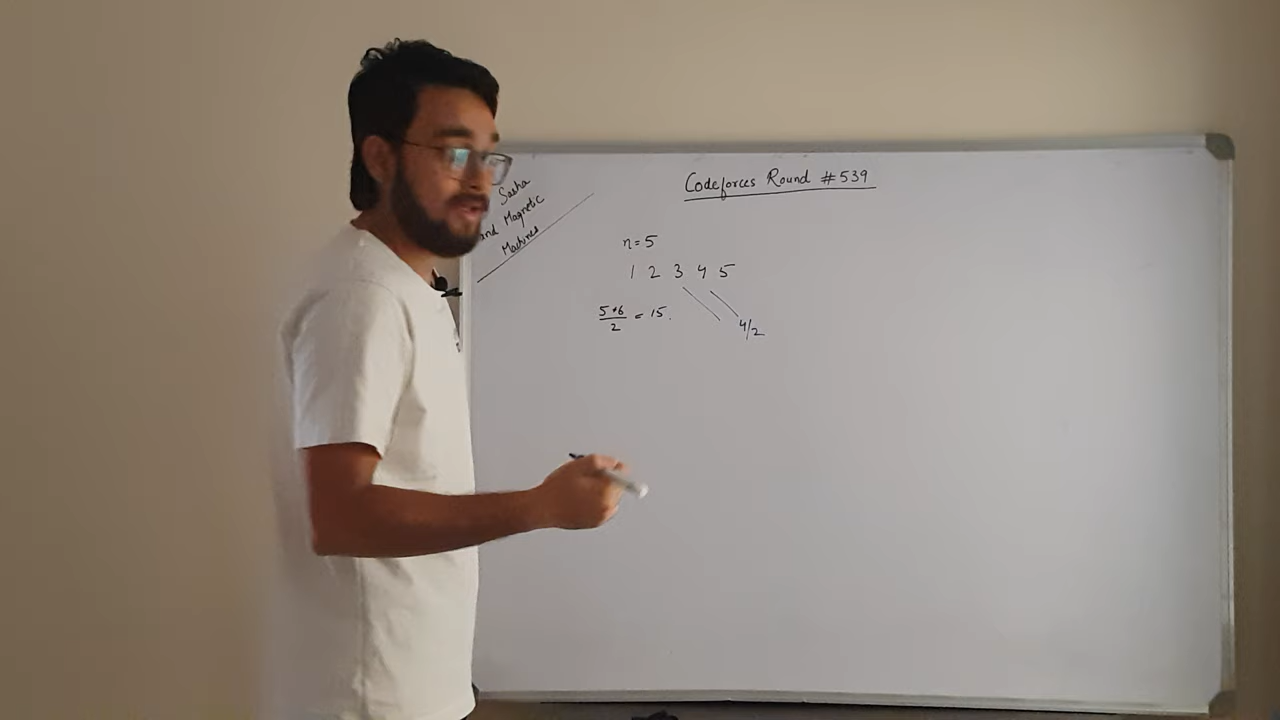 Codeforces Round #539
Sasha
and Magnetic
Machines
n=5
1 2 3 4 5
5*6/2 = 15.
4/2